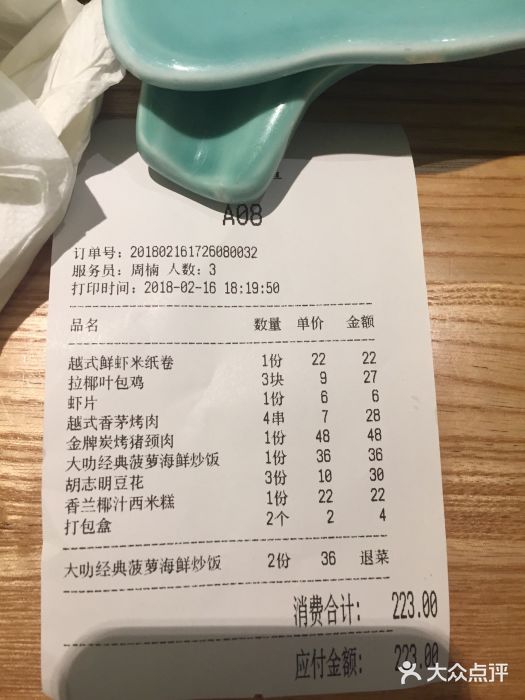 A08
订单号: 201802161726080032
服务员: 周楠 人数: 3
打印时间: 2018-02-16 18:19:50
品名 数量 单价 金额
越式鲜虾米纸卷 1份 22 22
拉椰叶包鸡 3块 9 27
虾片 1份 6 6
越式香茅烤肉 4串 7 28
金牌炭烤猪颈肉 1份 48 48
大叻经典菠萝海鲜炒饭 1份 36 36
胡志明豆花 3份 10 30
香兰椰汁西米糕 1份 22 22
打包盒 2个 2 4
大叻经典菠萝海鲜炒饭 2份 36 退菜
消费合计: 223.00
应付金额: 223.00
大众点评